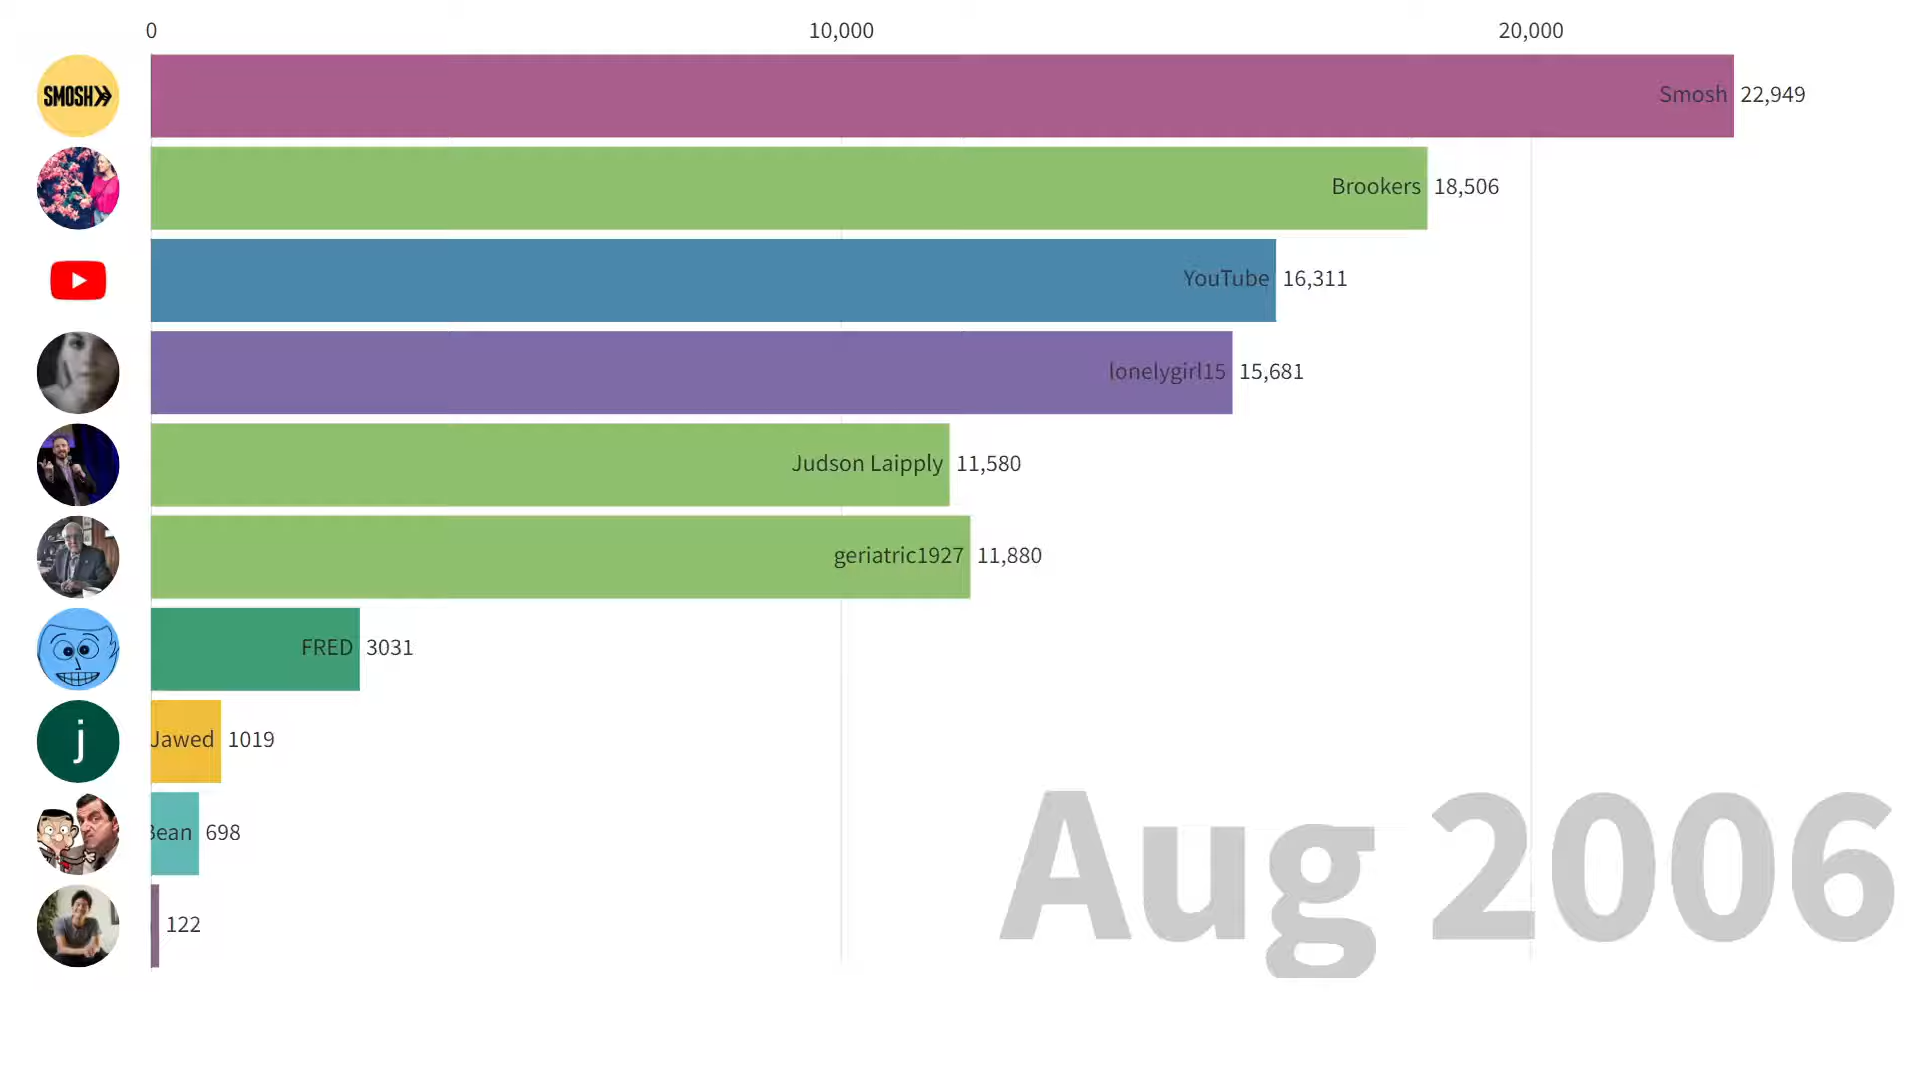 0 10,000 20,000
SMOSH
Smosh 22,949
Brookers 18,506
YouTube 16,311
lonelygirl15 15,681
Judson Laipply 11,580
geriatric1927 11,880
FRED 3031
j
Jawed 1019
Bean 698
122
Aug 2006